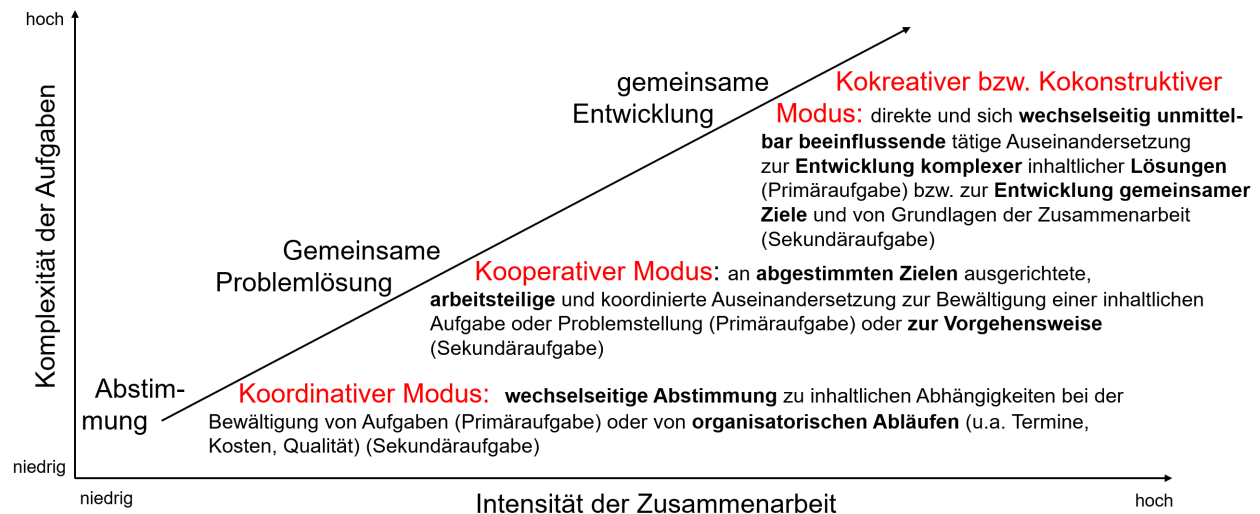 hoch
Komplexität der Aufgaben
gemeinsame
Entwicklung
Kokreativer bzw. Kokonstruktiver
Modus: direkte und sich wechselseitig unmittel-
bar beeinflussende tätige Auseinandersetzung
zur Entwicklung komplexer inhaltlicher Lösungen
(Primäraufgabe) bzw. zur Entwicklung gemeinsamer
Ziele und von Grundlagen der Zusammenarbeit
(Sekundäraufgabe)
Gemeinsame
Problemlösung
Kooperativer Modus: an abgestimmten Zielen ausgerichtete,
arbeitsteilige und koordinierte Auseinandersetzung zur Bewältigung einer inhaltlichen
Aufgabe oder Problemstellung (Primäraufgabe) oder zur Vorgehensweise
(Sekundäraufgabe)
Abstim-
mung
Koordinativer Modus: wechselseitige Abstimmung zu inhaltlichen Abhängigkeiten bei der
Bewältigung von Aufgaben (Primäraufgabe) oder von organisatorischen Abläufen (u.a. Termine,
Kosten, Qualität) (Sekundäraufgabe)
niedrig
niedrig
Intensität der Zusammenarbeit
hoch